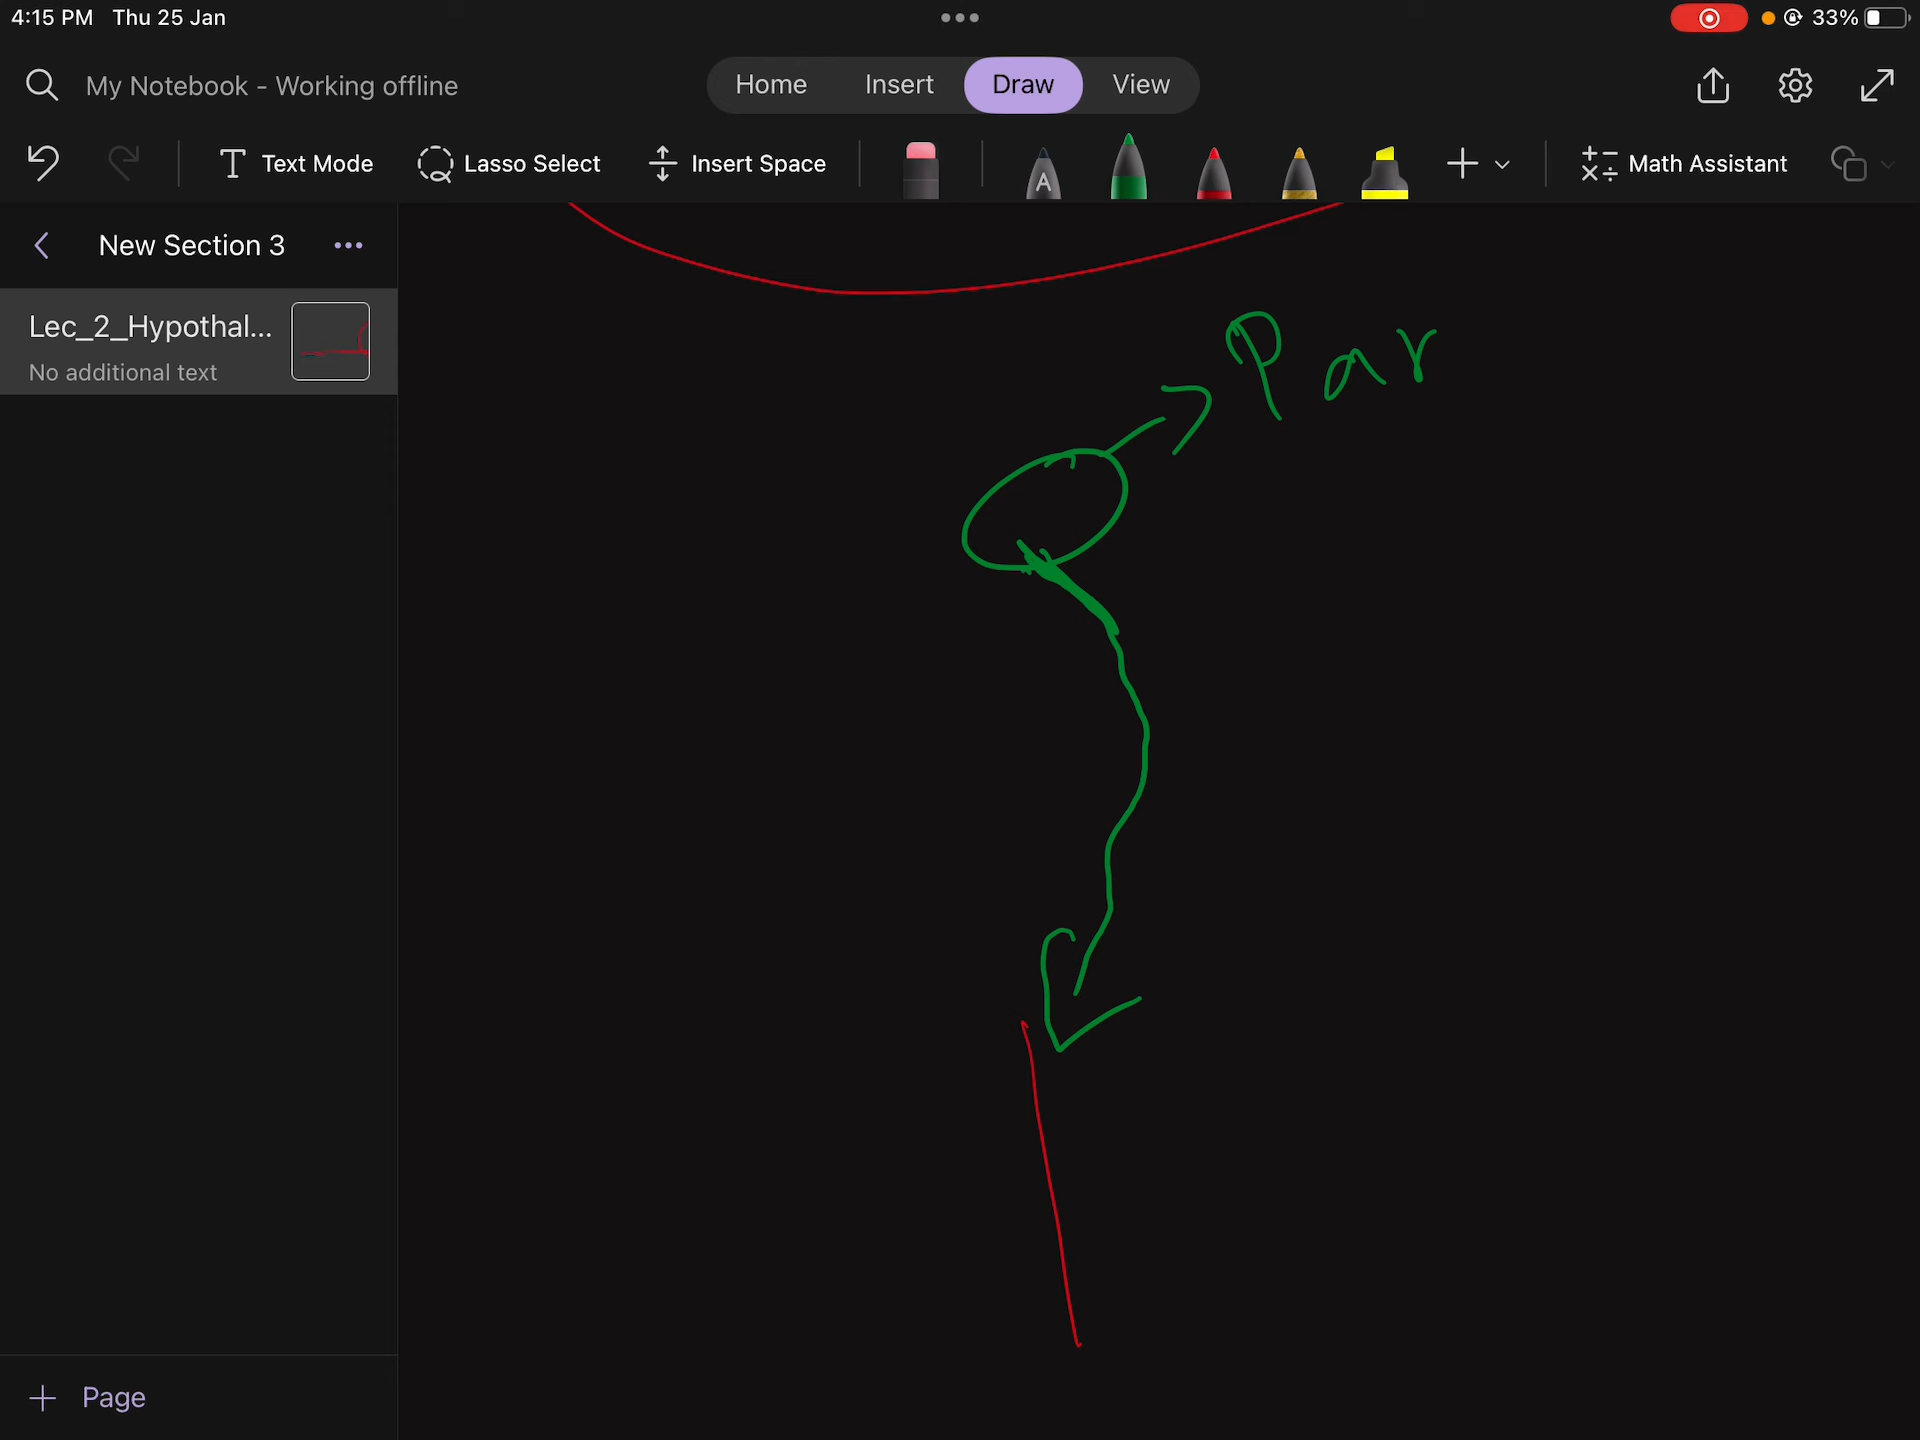 4:15 PM Thu 25 Jan
33%
My Notebook - Working offline
Home Insert Draw View
Text Mode Lasso Select Insert Space A Math Assistant
New Section 3
Lec_2_Hypothal...
No additional text
Par
Page